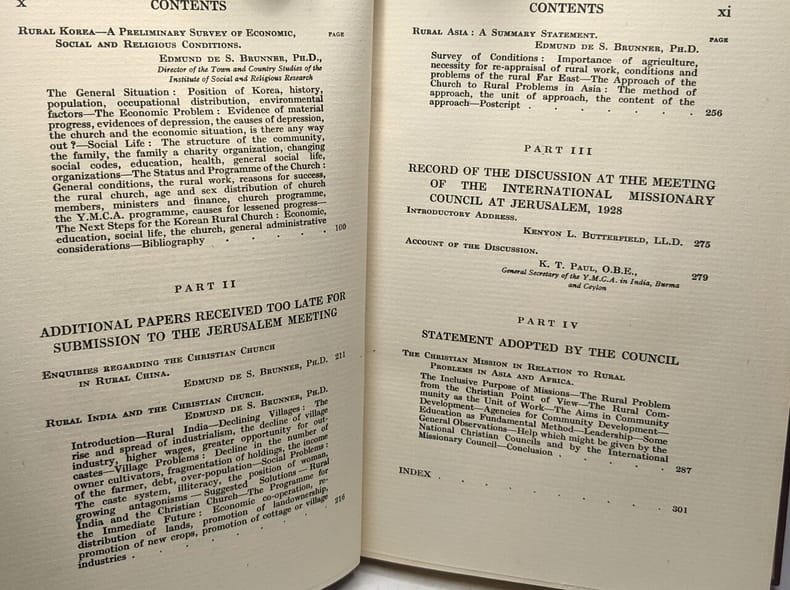 x
CONTENTS
PAGE
RURAL KOREA—A PRELIMINARY SURVEY OF ECONOMIC,
SOCIAL AND RELIGIOUS CONDITIONS.
EDMUND DE S. BRUNNER, PH.D.,
Director of the Town and Country Studies of the
Institute of Social and Religious Research
The General Situation: Position of Korea, history,
population, occupational distribution, environmental
factors—The Economic Problem: Evidence of material
progress, evidences of depression, the causes of depression,
the church and the economic situation, is there any way
out?—Social Life: The structure of the community,
the family, the family a charity organization, changing
social codes, education, health, general social life,
organizations—The Status and Programme of the Church:
General conditions, the rural work, reasons for success,
the rural church, age and sex distribution of church
members, ministers and finance, church programme,
the Y.M.C.A. programme, causes for lessened progress—
The Next Steps for the Korean Rural Church: Economic,
education, social life, the church, general administrative
considerations—Bibliography . . . . . 100
PART II
ADDITIONAL PAPERS RECEIVED TOO LATE FOR
SUBMISSION TO THE JERUSALEM MEETING
ENQUIRIES REGARDING THE CHRISTIAN CHURCH
IN RURAL CHINA.
EDMUND DE S. BRUNNER, PH.D. 211
RURAL INDIA AND THE CHRISTIAN CHURCH.
EDMUND DE S. BRUNNER, PH.D.
Introduction—Rural India—Declining Villages: The
rise and spread of industrialism, the decline of village
industry, higher wages, greater opportunity for out-
castes—Village Problems: Decline in the number of
owner cultivators, fragmentation of holdings, the income
of the farmer, debt, over-population—Social Problems:
The caste system, illiteracy, the position of woman,
growing antagonisms—Suggested Solutions—Rural
India and the Christian Church—The Programme for
the Immediate Future: Economic co-operation, re-
distribution of lands, promotion of landownership,
promotion of new crops, promotion of cottage or village
industries . . . . . . 216
CONTENTS
xi
PAGE
RURAL ASIA: A SUMMARY STATEMENT.
EDMUND DE S. BRUNNER, PH.D.
Survey of Conditions: Importance of agriculture,
necessity for re-appraisal of rural work, conditions and
problems of the rural Far East—The Approach of the
Church to Rural Problems in Asia: The method of
approach, the unit of approach, the content of the
approach—Postcript . . . . . . 256
PART III
RECORD OF THE DISCUSSION AT THE MEETING
OF THE INTERNATIONAL MISSIONARY
COUNCIL AT JERUSALEM, 1928
INTRODUCTORY ADDRESS.
KENYON L. BUTTERFIELD, LL.D. 275
ACCOUNT OF THE DISCUSSION.
K. T. PAUL, O.B.E., 279
General Secretary of the Y.M.C.A. in India, Burma
and Ceylon
PART IV
STATEMENT ADOPTED BY THE COUNCIL
THE CHRISTIAN MISSION IN RELATION TO RURAL
PROBLEMS IN ASIA AND AFRICA.
The Inclusive Purpose of Missions—The Rural Problem
from the Christian Point of View—The Rural Com-
munity as the Unit of Work—The Aims in Community
Development—Agencies for Community Development—
Education as Fundamental Method—Leadership—Some
General Observations—Help which might be given by the
National Christian Councils and by the International
Missionary Council—Conclusion . . . . . 287
INDEX . . . . . . . 301